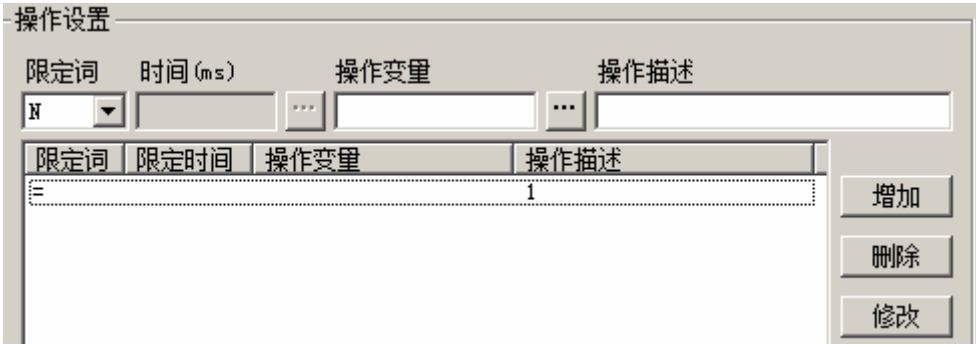 操作设置
限定词 时间(ms) 操作变量 操作描述
N ... ...
限定词 限定时间 操作变量 操作描述
= 1
增加
删除
修改